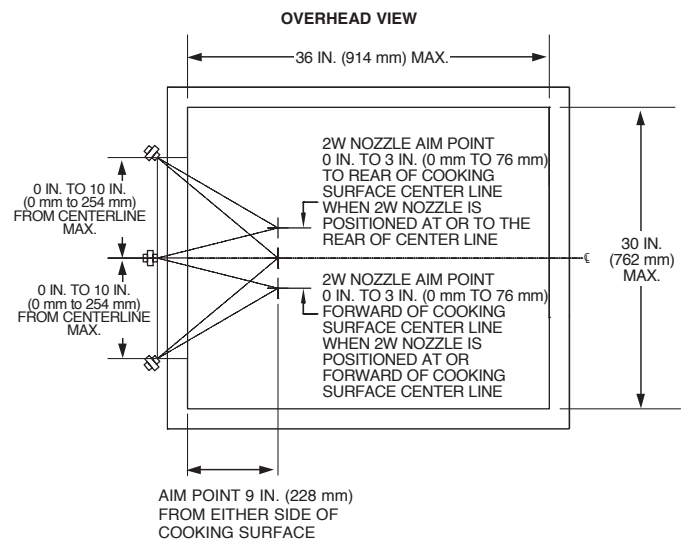 OVERHEAD VIEW
36 IN. (914 mm) MAX.
2W NOZZLE AIM POINT
0 IN. TO 3 IN. (0 mm TO 76 mm)
TO REAR OF COOKING
SURFACE CENTER LINE
WHEN 2W NOZZLE IS
POSITIONED AT OR TO THE
REAR OF CENTER LINE
0 IN. TO 10 IN.
(0 mm to 254 mm)
FROM CENTERLINE
MAX.
℄
30 IN.
(762 mm)
MAX.
0 IN. TO 10 IN.
(0 mm to 254 mm)
FROM CENTERLINE
MAX.
2W NOZZLE AIM POINT
0 IN. TO 3 IN. (0 mm TO 76 mm)
FORWARD OF COOKING
SURFACE CENTER LINE
WHEN 2W NOZZLE IS
POSITIONED AT OR
FORWARD OF COOKING
SURFACE CENTER LINE
AIM POINT 9 IN. (228 mm)
FROM EITHER SIDE OF
COOKING SURFACE